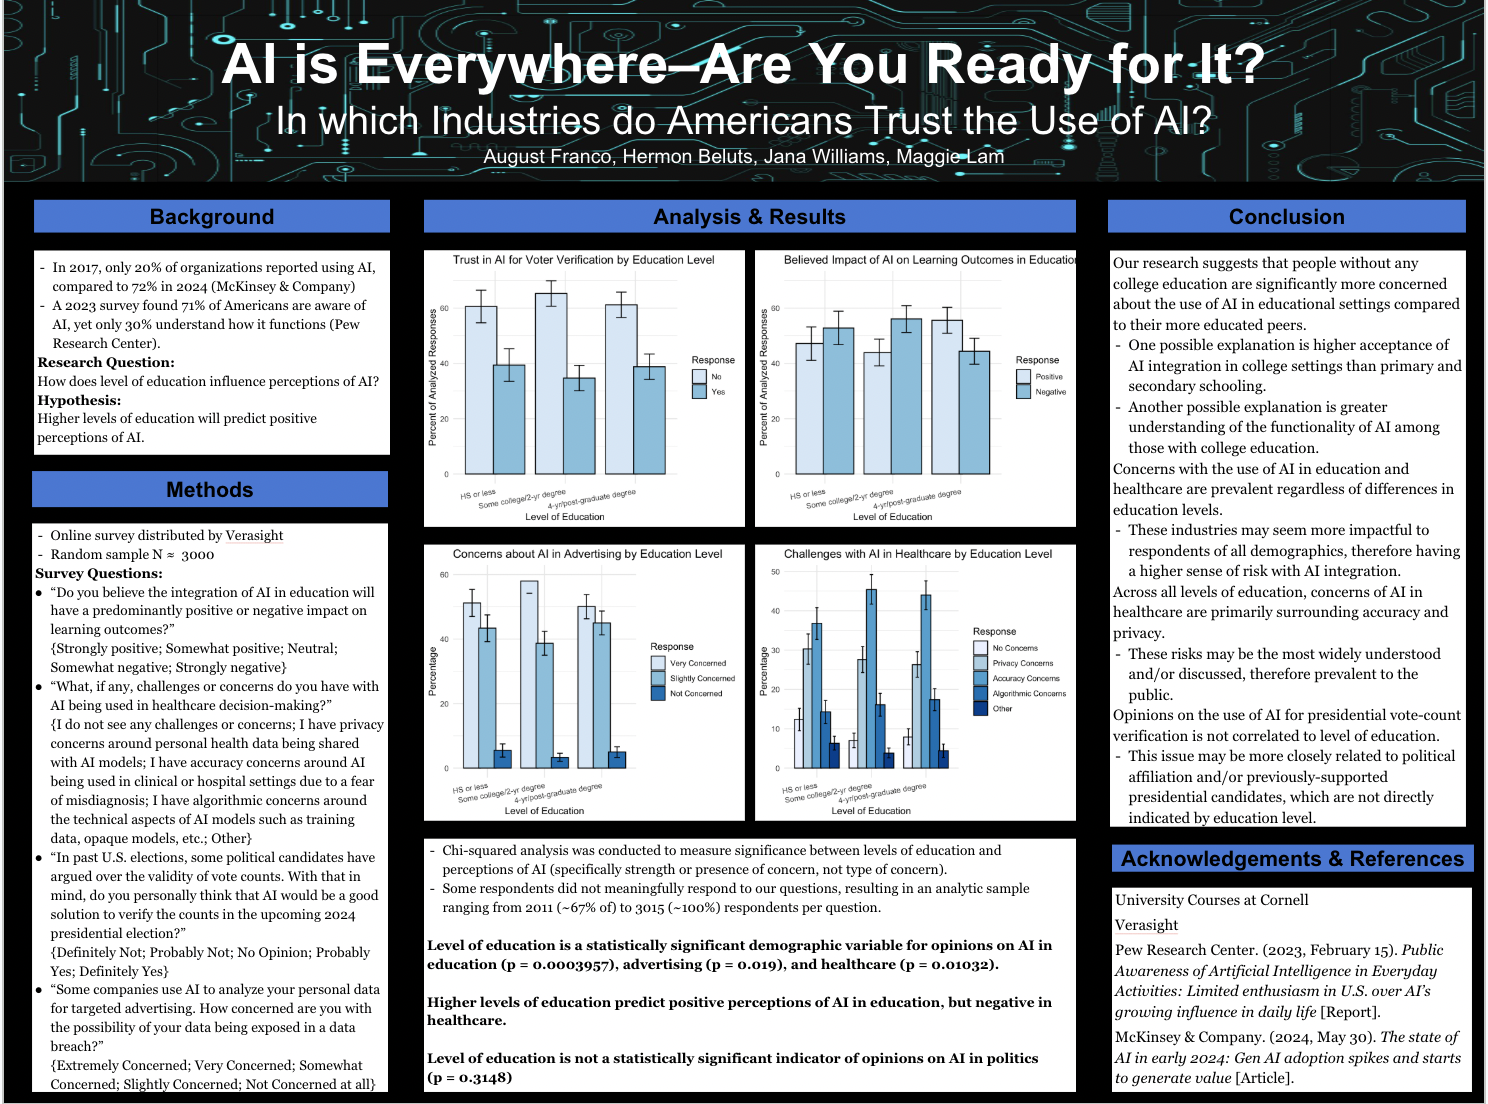 AI is Everywhere–Are You Ready for It?
In which Industries do Americans Trust the Use of AI?
August Franco, Hermon Beluts, Jana Williams, Maggie Lam
Background
- In 2017, only 20% of organizations reported using AI,
compared to 72% in 2024 (McKinsey & Company)
- A 2023 survey found 71% of Americans are aware of
AI, yet only 30% understand how it functions (Pew
Research Center).
Research Question:
How does level of education influence perceptions of AI?
Hypothesis:
Higher levels of education will predict positive
perceptions of AI.
Methods
- Online survey distributed by Verasight
- Random sample N ≈ 3000
Survey Questions:
● “Do you believe the integration of AI in education will
have a predominantly positive or negative impact on
learning outcomes?”
{Strongly positive; Somewhat positive; Neutral;
Somewhat negative; Strongly negative}
● “What, if any, challenges or concerns do you have with
AI being used in healthcare decision-making?”
{I do not see any challenges or concerns; I have privacy
concerns around personal health data being shared
with AI models; I have accuracy concerns around AI
being used in clinical or hospital settings due to a fear
of misdiagnosis; I have algorithmic concerns around
the technical aspects of AI models such as training
data, opaque models, etc.; Other}
● “In past U.S. elections, some political candidates have
argued over the validity of vote counts. With that in
mind, do you personally think that AI would be a good
solution to verify the counts in the upcoming 2024
presidential election?”
{Definitely Not; Probably Not; No Opinion; Probably
Yes; Definitely Yes}
● “Some companies use AI to analyze your personal data
for targeted advertising. How concerned are you with
the possibility of your data being exposed in a data
breach?”
{Extremely Concerned; Very Concerned; Somewhat
Concerned; Slightly Concerned; Not Concerned at all}
Analysis & Results
Trust in AI for Voter Verification by Education Level
Percent of Analyzed Responses
60
40
20
0
HS or less
Some college/2-yr degree
4-yr/post-graduate degree
Level of Education
Response
No
Yes
Believed Impact of AI on Learning Outcomes in Education
Percent of Analyzed Responses
60
40
20
0
HS or less
Some college/2-yr degree
4-yr/post-graduate degree
Level of Education
Response
Positive
Negative
Concerns about AI in Advertising by Education Level
Percentage
60
40
20
0
HS or less
Some college/2-yr degree
4-yr/post-graduate degree
Level of Education
Response
Very Concerned
Slightly Concerned
Not Concerned
Challenges with AI in Healthcare by Education Level
Percentage
50
40
30
20
10
0
HS or less
Some college/2-yr degree
4-yr/post-graduate degree
Level of Education
Response
No Concerns
Privacy Concerns
Accuracy Concerns
Algorithmic Concerns
Other
- Chi-squared analysis was conducted to measure significance between levels of education and
perceptions of AI (specifically strength or presence of concern, not type of concern).
- Some respondents did not meaningfully respond to our questions, resulting in an analytic sample
ranging from 2011 (~67% of) to 3015 (~100%) respondents per question.
Level of education is a statistically significant demographic variable for opinions on AI in
education (p = 0.0003957), advertising (p = 0.019), and healthcare (p = 0.01032).
Higher levels of education predict positive perceptions of AI in education, but negative in
healthcare.
Level of education is not a statistically significant indicator of opinions on AI in politics
(p = 0.3148)
Conclusion
Our research suggests that people without any
college education are significantly more concerned
about the use of AI in educational settings compared
to their more educated peers.
- One possible explanation is higher acceptance of
AI integration in college settings than primary and
secondary schooling.
- Another possible explanation is greater
understanding of the functionality of AI among
those with college education.
Concerns with the use of AI in education and
healthcare are prevalent regardless of differences in
education levels.
- These industries may seem more impactful to
respondents of all demographics, therefore having
a higher sense of risk with AI integration.
Across all levels of education, concerns of AI in
healthcare are primarily surrounding accuracy and
privacy.
- These risks may be the most widely understood
and/or discussed, therefore prevalent to the
public.
Opinions on the use of AI for presidential vote-count
verification is not correlated to level of education.
- This issue may be more closely related to political
affiliation and/or previously-supported
presidential candidates, which are not directly
indicated by education level.
Acknowledgements & References
University Courses at Cornell
Verasight
Pew Research Center. (2023, February 15). Public
Awareness of Artificial Intelligence in Everyday
Activities: Limited enthusiasm in U.S. over AI’s
growing influence in daily life [Report].
McKinsey & Company. (2024, May 30). The state of
AI in early 2024: Gen AI adoption spikes and starts
to generate value [Article].